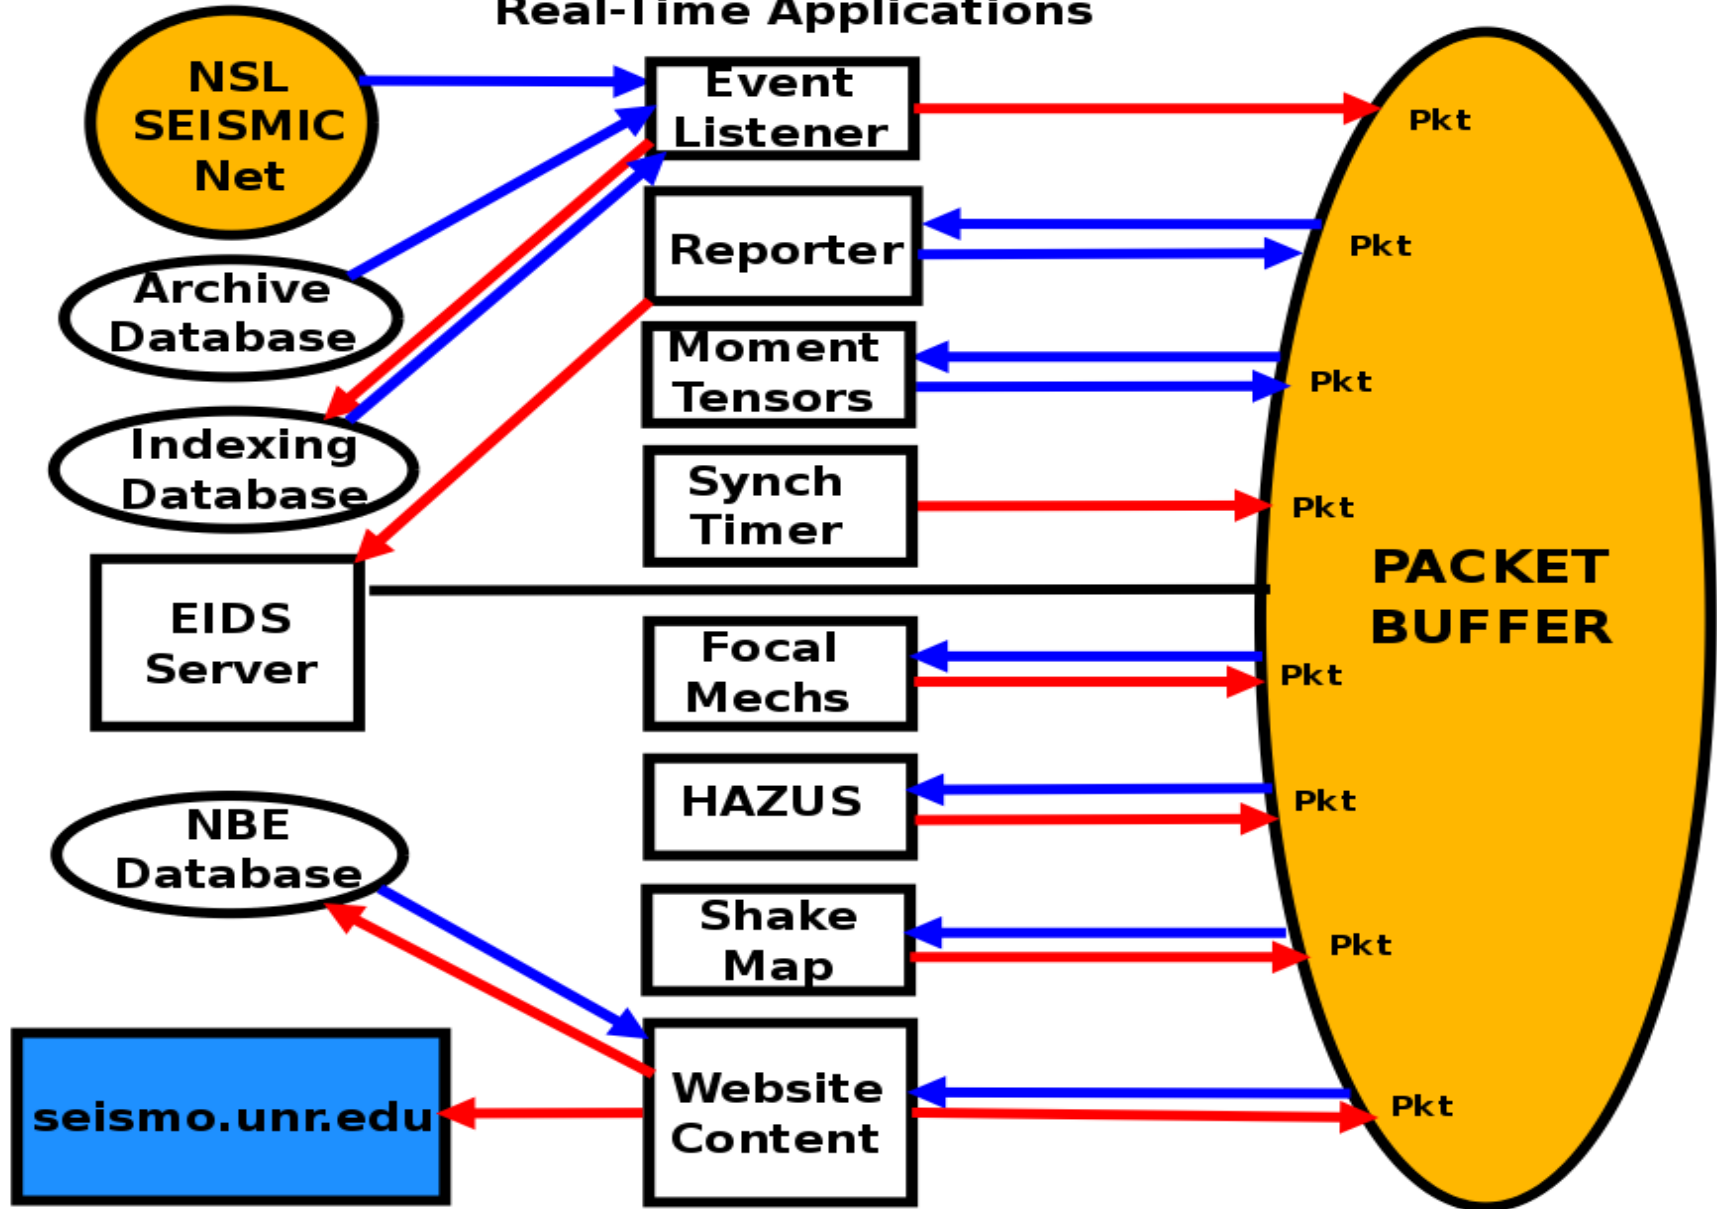 Real-Time Applications
NSL
SEISMIC
Net
Archive
Database
Indexing
Database
EIDS
Server
NBE
Database
seismo.unr.edu
Event
Listener
Reporter
Moment
Tensors
Synch
Timer
Focal
Mechs
HAZUS
Shake
Map
Website
Content
Pkt
Pkt
Pkt
Pkt
PACKET
BUFFER
Pkt
Pkt
Pkt
Pkt